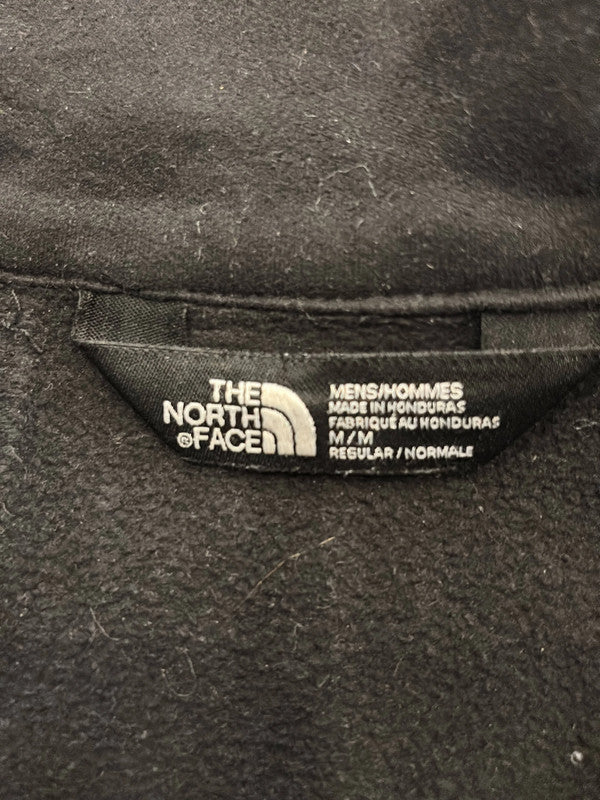 THE
NORTH
®FACE
MENS/HOMMES
MADE IN HONDURAS
FABRIQUÉ AU HONDURAS
M/M
REGULAR/NORMALE